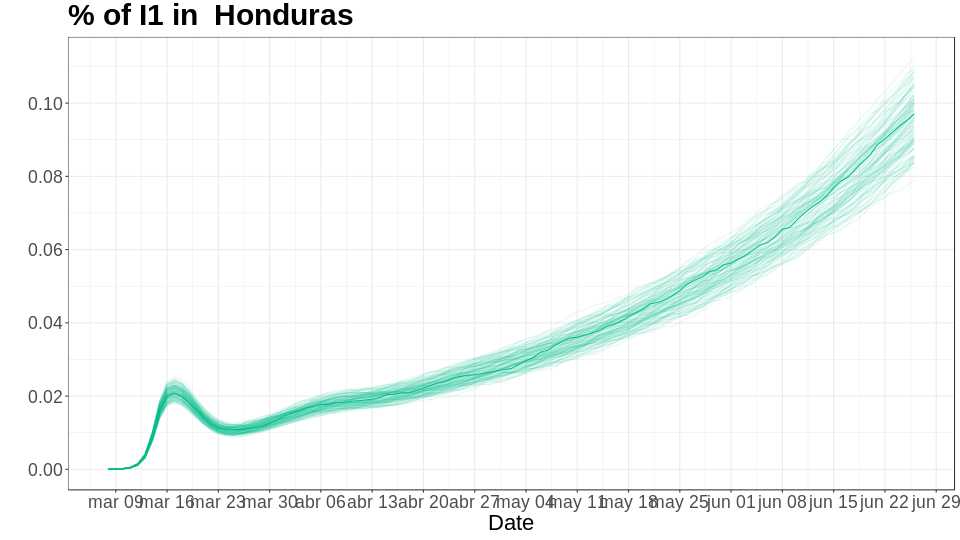 % of I1 in  Honduras
0.10
0.08
0.06
0.04
0.02
0.00
mar 09 mar 16 mar 23 mar 30 abr 06 abr 13 abr 20 abr 27 may 04 may 11 may 18 may 25 jun 01 jun 08 jun 15 jun 22 jun 29
Date